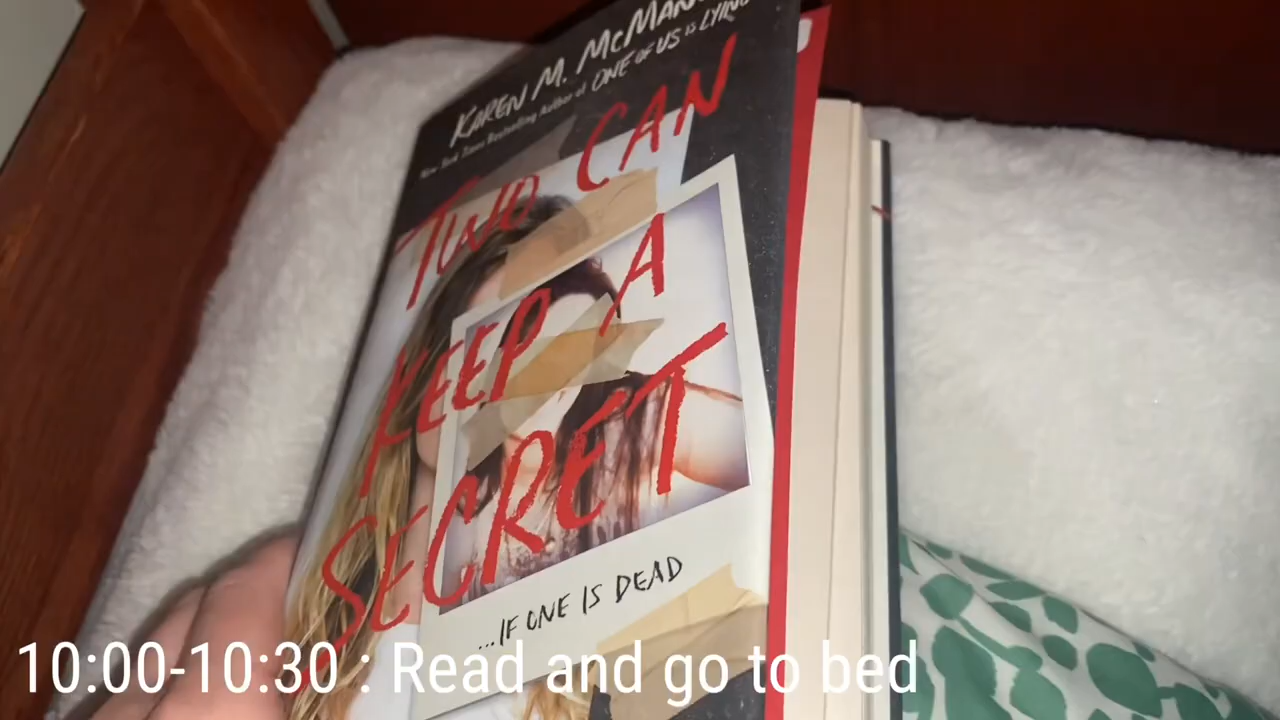 KAREN M. McMAN
New York Times Bestselling Author of ONE OF US IS LYING
TWO CAN
KEEP A
SECRET
...IF ONE IS DEAD
10:00-10:30 : Read and go to bed